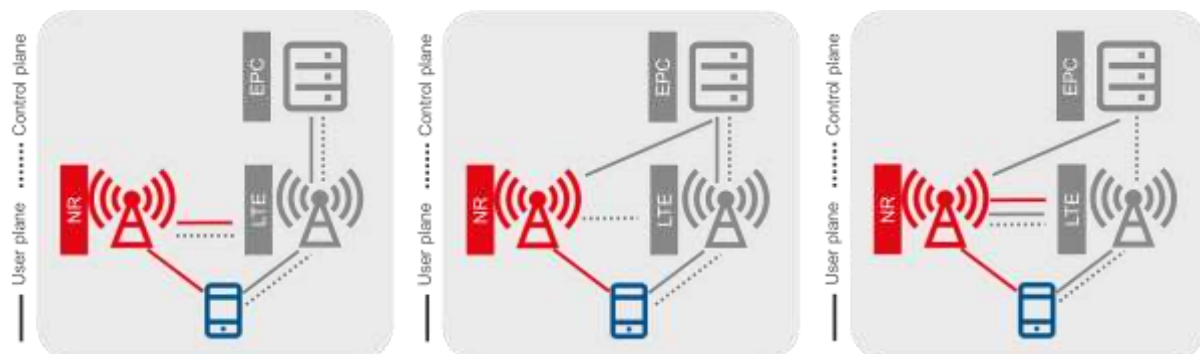 User plane Control plane
EPC
NR
LTE
User plane Control plane
EPC
NR
LTE
User plane Control plane
EPC
NR
LTE